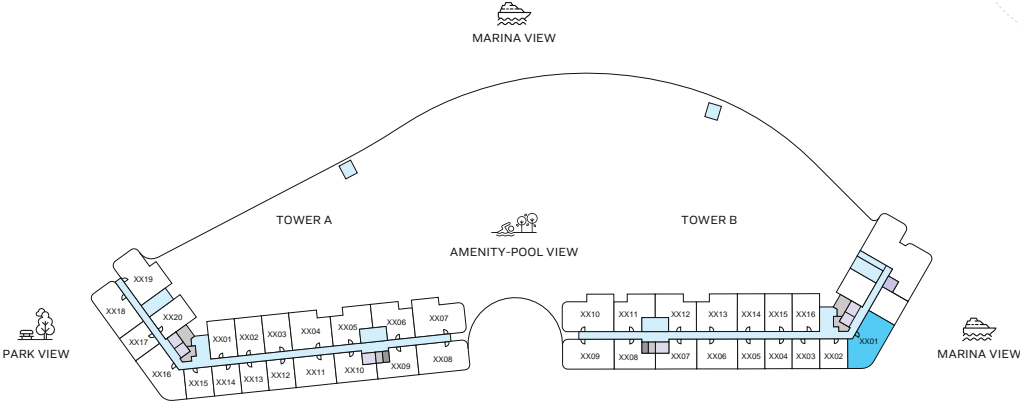 MARINA VIEW
TOWER A
TOWER B
AMENITY-POOL VIEW
PARK VIEW
MARINA VIEW
XX19
XX18
XX20
XX17
XX16
XX01
XX02
XX03
XX04
XX05
XX06
XX07
XX15
XX14
XX13
XX12
XX11
XX10
XX09
XX08
XX10
XX11
XX12
XX13
XX14
XX15
XX16
XX09
XX08
XX07
XX06
XX05
XX04
XX03
XX02
XX01